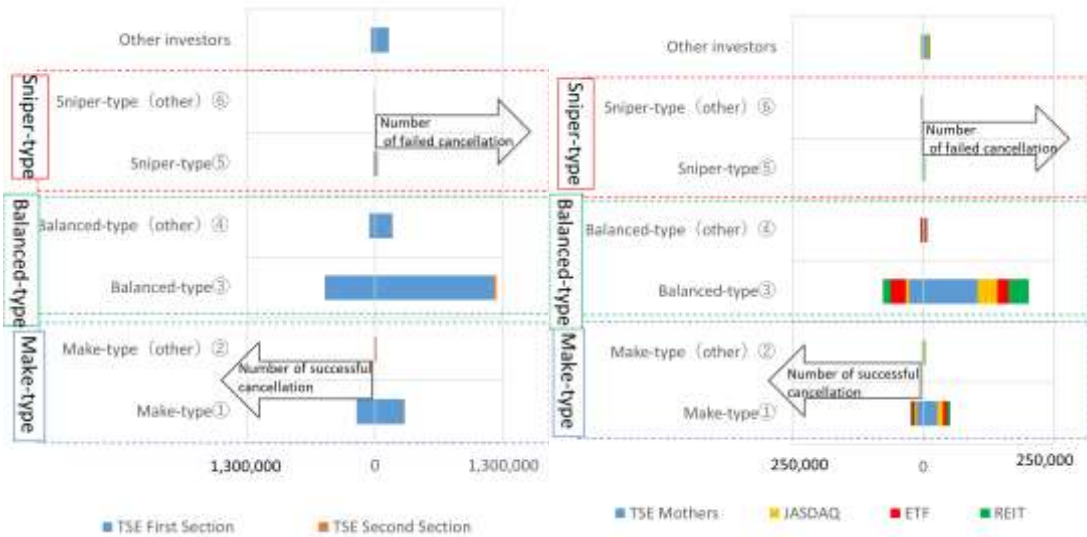 Other investors
Sniper-type
Sniper-type（other）⑥
Number
of failed cancellation
Sniper-type⑤
Balanced-type
Balanced-type（other）④
Balanced-type③
Make-type
Make-type（other）②
Number of successful
cancellation
Make-type①
1,300,000 0 1,300,000
TSE First Section TSE Second Section
Other investors
Sniper-type
Sniper-type（other）⑥
Number
of failed cancellation
Sniper-type⑤
Balanced-type
Balanced-type（other）④
Balanced-type③
Make-type
Make-type（other）②
Number of successful
cancellation
Make-type①
250,000 0 250,000
TSE Mothers JASDAQ ETF REIT